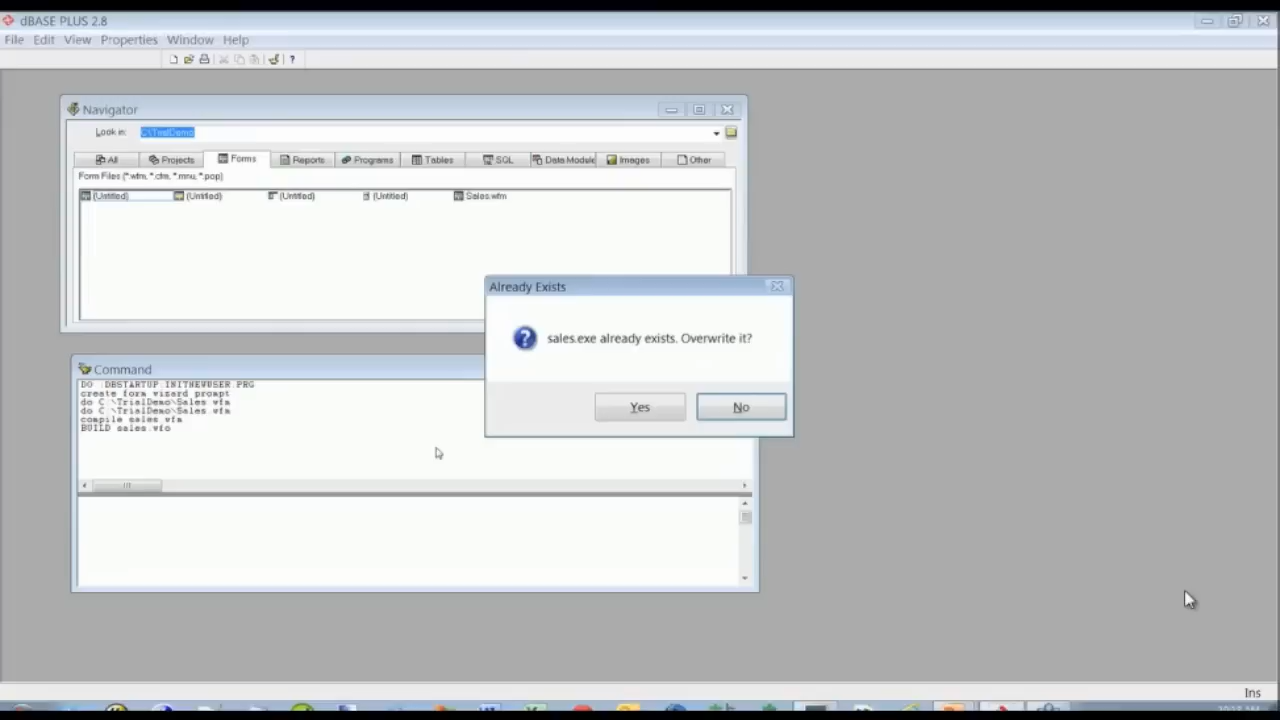 dBASE PLUS 2.8
File Edit View Properties Window Help
Navigator
Look in: C:\TrialDemo
All Projects Forms Reports Programs Tables SQL Data Module Images Other
Form Files (*.wfm, *.cfm, *.mnu, *.pop)
(Untitled) (Untitled) (Untitled) (Untitled) Sales.wfm
Already Exists
sales.exe already exists. Overwrite it?
Yes No
Command
DO :DBSTARTUP:INITNEWUSER.PRG
create form wizard prompt
do C:\TrialDemo\Sales.wfm
do C:\TrialDemo\Sales.wfm
compile sales.wfm
BUILD sales.wfo
Ins